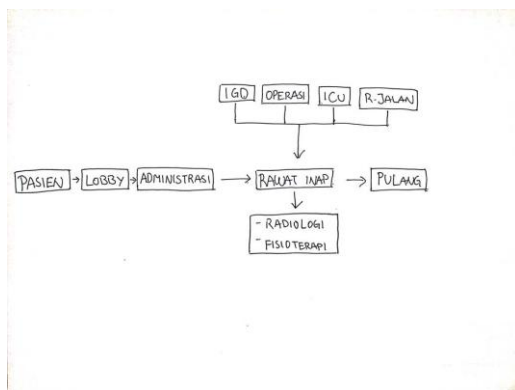 IGD OPERASI ICU R.JALAN
PASIEN LOBBY ADMINISTRASI RAWAT INAP PULANG
- RADIOLOGI
- FISIOTERAPI